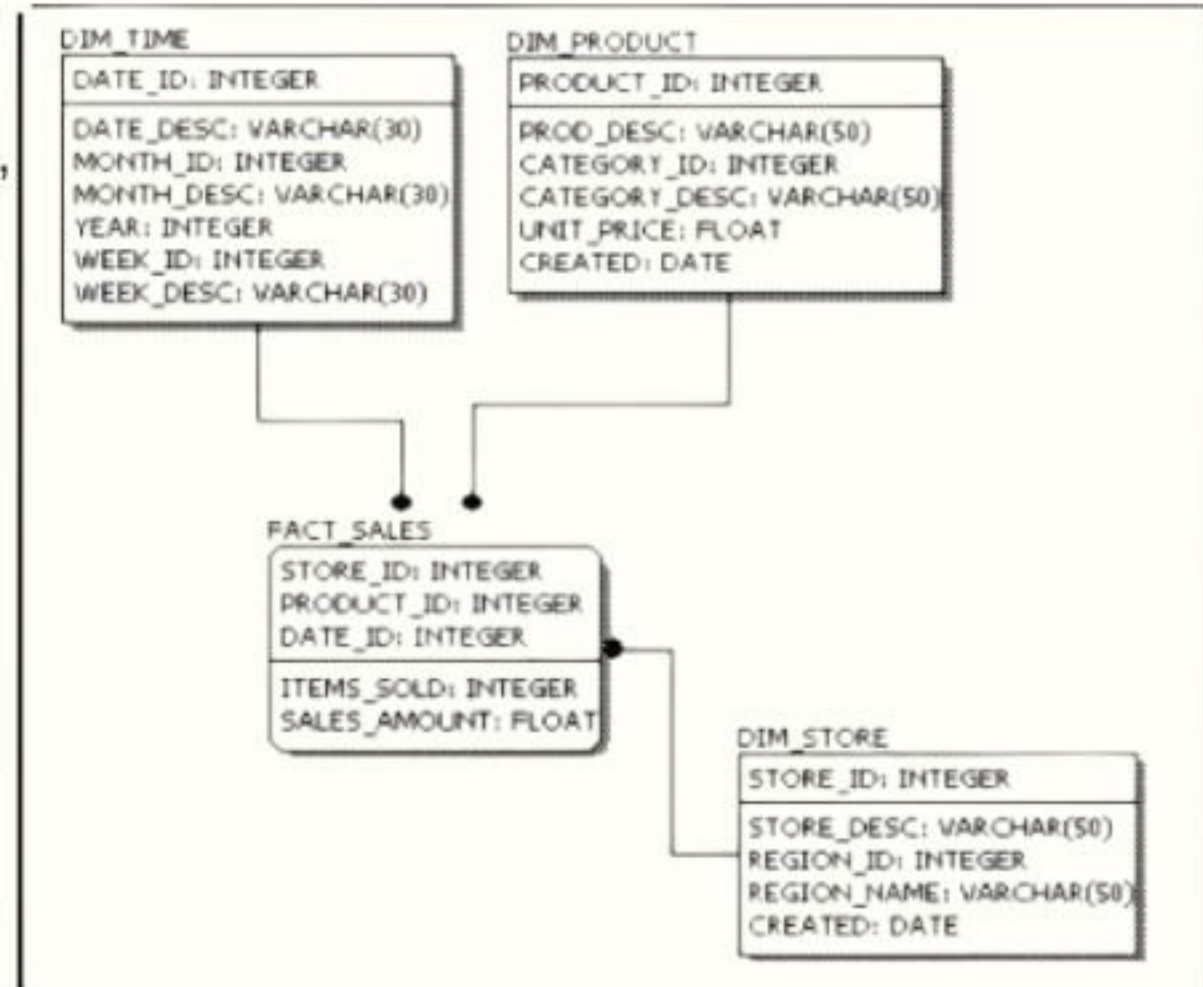 ,
DIM_TIME
DATE_ID: INTEGER
DATE_DESC: VARCHAR(30)
MONTH_ID: INTEGER
MONTH_DESC: VARCHAR(30)
YEAR: INTEGER
WEEK_ID: INTEGER
WEEK_DESC: VARCHAR(30)
DIM_PRODUCT
PRODUCT_ID: INTEGER
PROD_DESC: VARCHAR(50)
CATEGORY_ID: INTEGER
CATEGORY_DESC: VARCHAR(50)
UNIT_PRICE: FLOAT
CREATED: DATE
FACT_SALES
STORE_ID: INTEGER
PRODUCT_ID: INTEGER
DATE_ID: INTEGER
ITEMS_SOLD: INTEGER
SALES_AMOUNT: FLOAT
DIM_STORE
STORE_ID: INTEGER
STORE_DESC: VARCHAR(50)
REGION_ID: INTEGER
REGION_NAME: VARCHAR(50)
CREATED: DATE